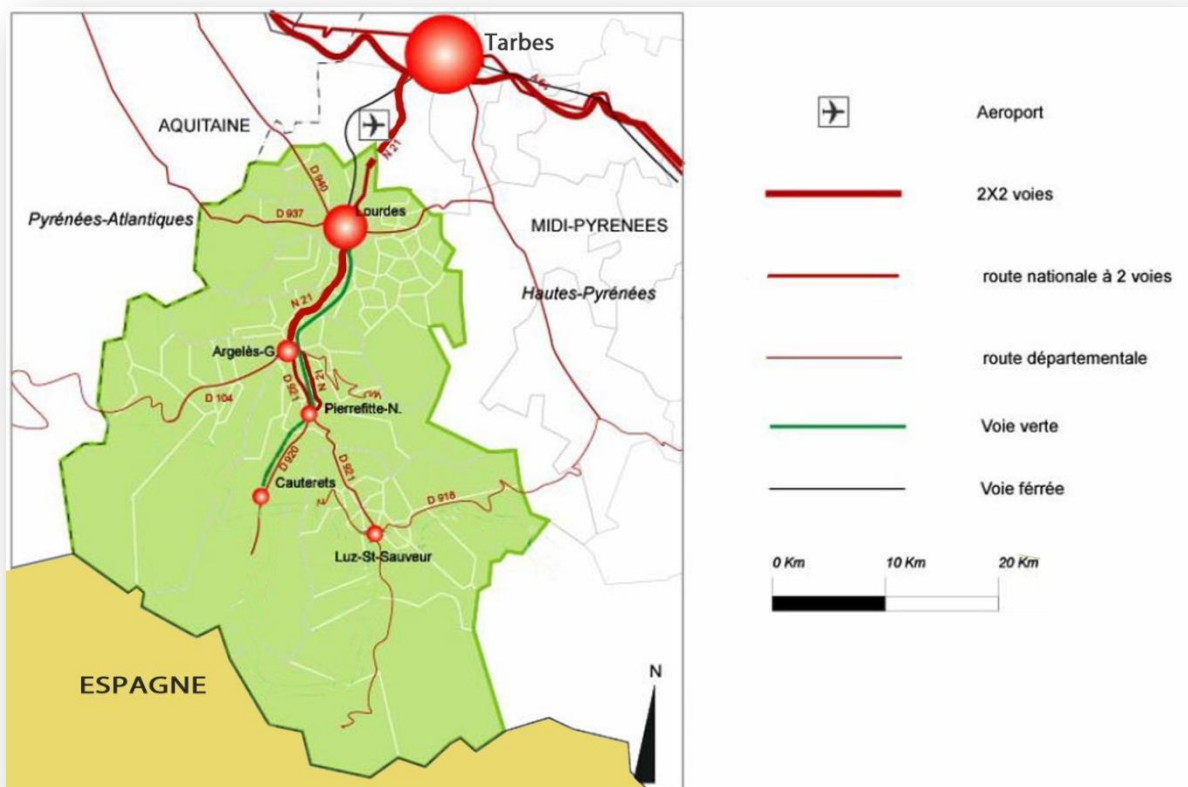 Tarbes
A 64
AQUITAINE
N 21
D 940
Pyrénées-Atlantiques
D 937
Lourdes
MIDI-PYRENEES
Hautes-Pyrénées
N 21
Argelès-G.
D 921
N 21
D 104
Pierrefitte-N.
D 920
D 921
Cauterets
D 918
Luz-St-Sauveur
ESPAGNE
N
Aeroport
2X2 voies
route nationale à 2 voies
route départementale
Voie verte
Voie férrée
0 Km 10 Km 20 Km